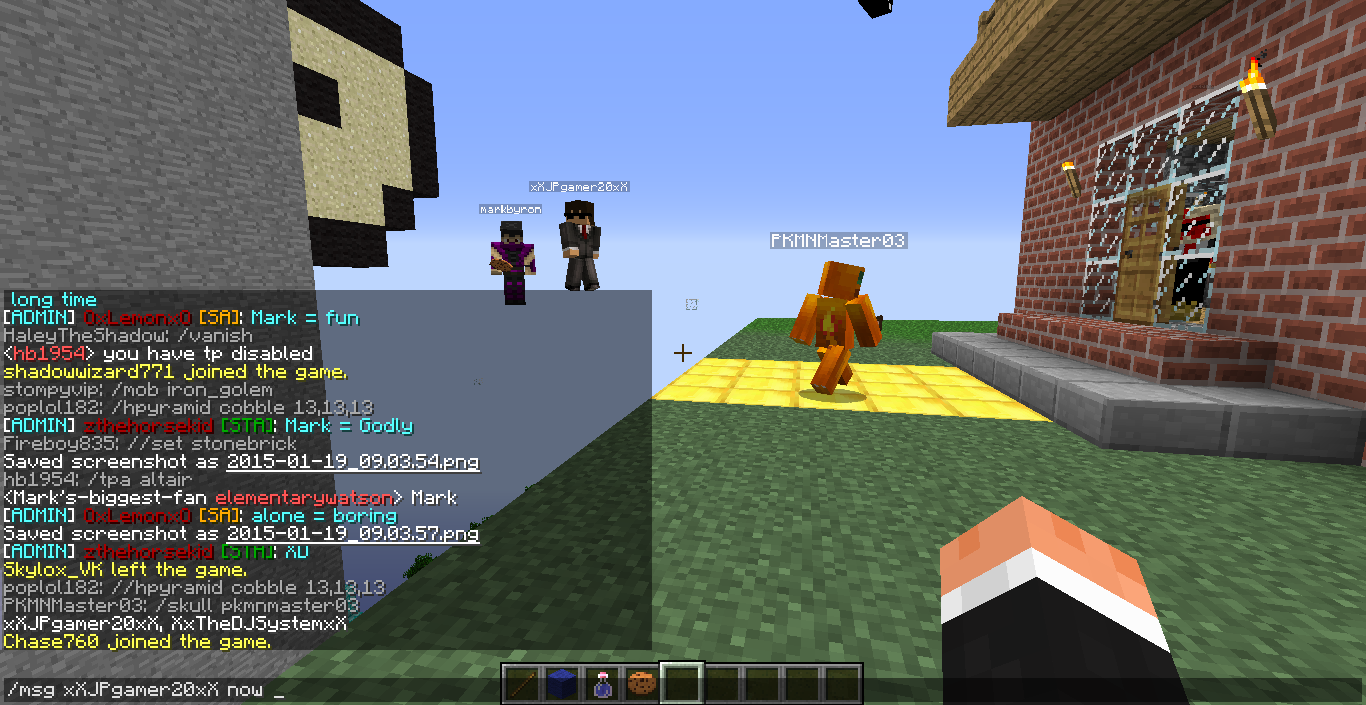 xXJPgamer20xX
markbyron
PKMNMaster03
long time
[ADMIN] 0xLemonx0 [SA]: Mark = fun
HaleyTheShadow: /vanish
<hb1954> you have tp disabled
shadowwizard771 joined the game.
stompyvip: /mob iron_golem
poplol182: /hpyramid cobble 13,13,13
[ADMIN] zthehorsekid [STA]: Mark = Godly
Fireboy835: //set stonebrick
Saved screenshot as 2015-01-19_09.03.54.png
hb1954: /tpa altair
<Mark's-biggest-fan elementarywatson> Mark
[ADMIN] 0xLemonx0 [SA]: alone = boring
Saved screenshot as 2015-01-19_09.03.57.png
[ADMIN] zthehorsekid [STA]: XD
Skylox_VK left the game.
poplol182: //hpyramid cobble 13,13,13
PKMNMaster03: /skull pkmnmaster03
xXJPgamer20xX, XxTheDJSystemxX
Chase760 joined the game.
/msg xXJPgamer20xX now _